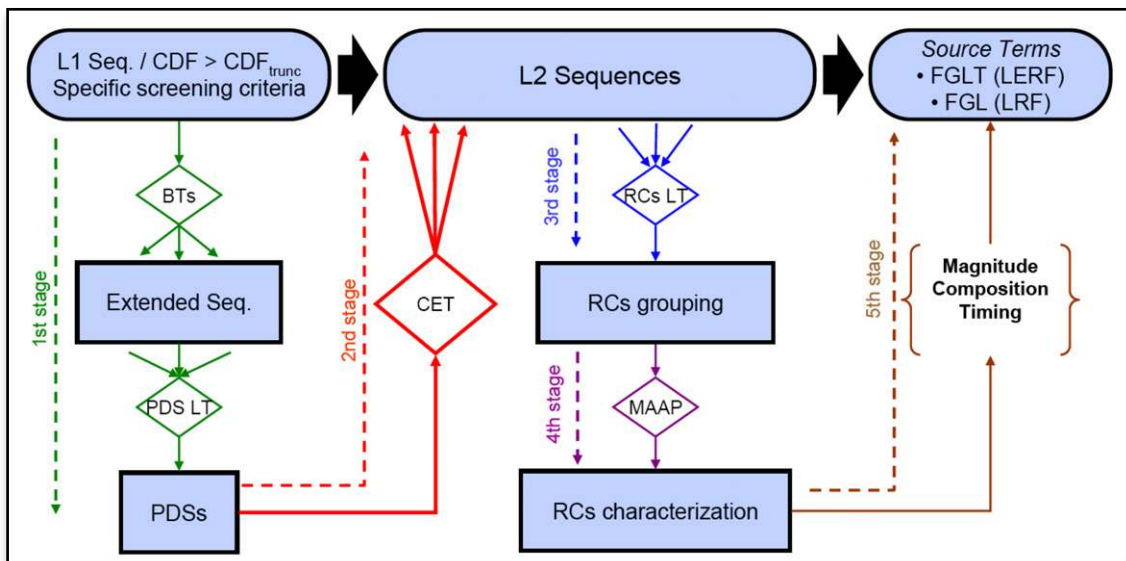 L1 Seq. / CDF > CDFtrunc
Specific screening criteria
L2 Sequences
Source Terms
• FGLT (LERF)
• FGL (LRF)
1st stage
BTs
Extended Seq.
PDS LT
PDSs
2nd stage
CET
3rd stage
RCs LT
RCs grouping
4th stage
MAAP
RCs characterization
5th stage
Magnitude
Composition
Timing